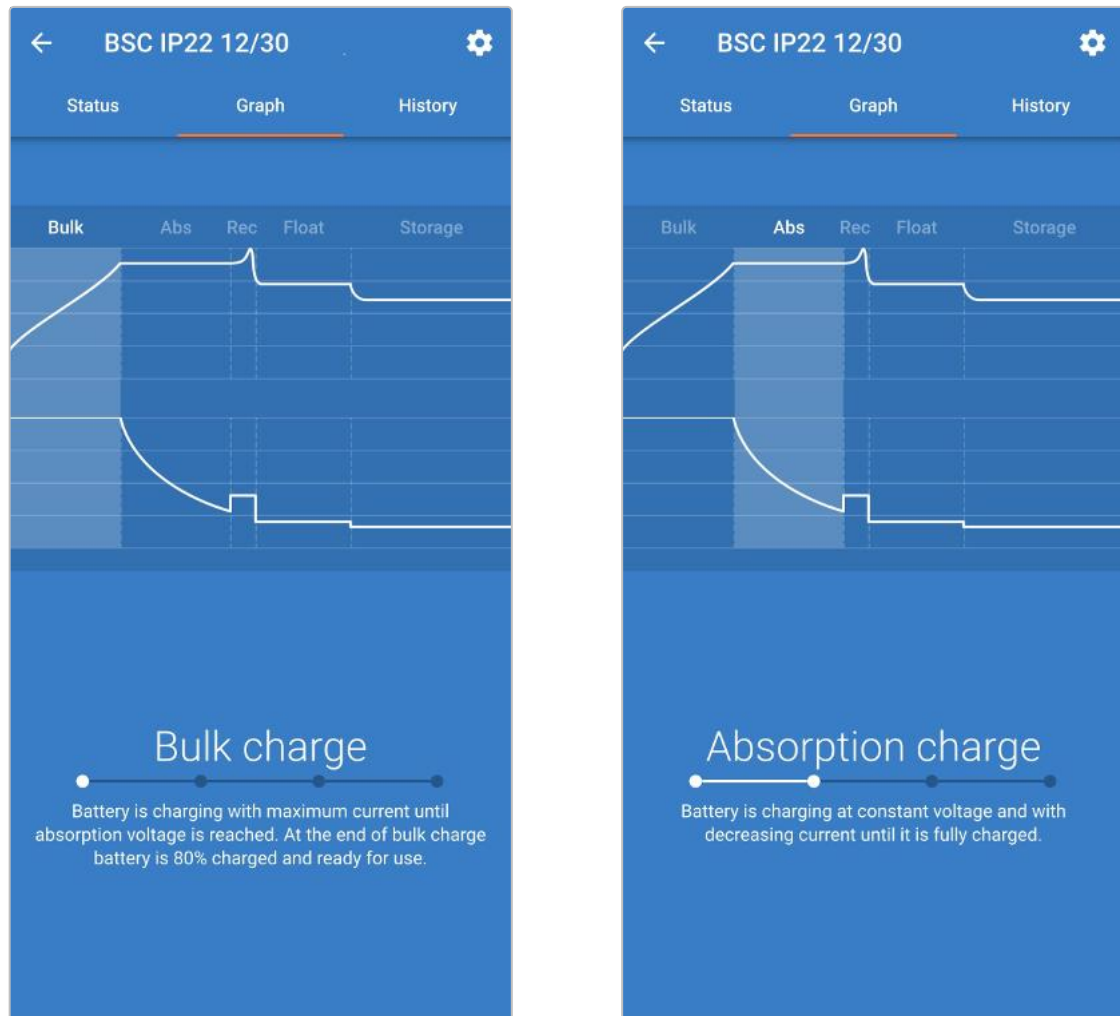 BSC IP22 12/30
Status Graph History
Bulk Abs Rec Float Storage
Bulk charge
Battery is charging with maximum current until
absorption voltage is reached. At the end of bulk charge
battery is 80% charged and ready for use.
BSC IP22 12/30
Status Graph History
Bulk Abs Rec Float Storage
Absorption charge
Battery is charging at constant voltage and with
decreasing current until it is fully charged.